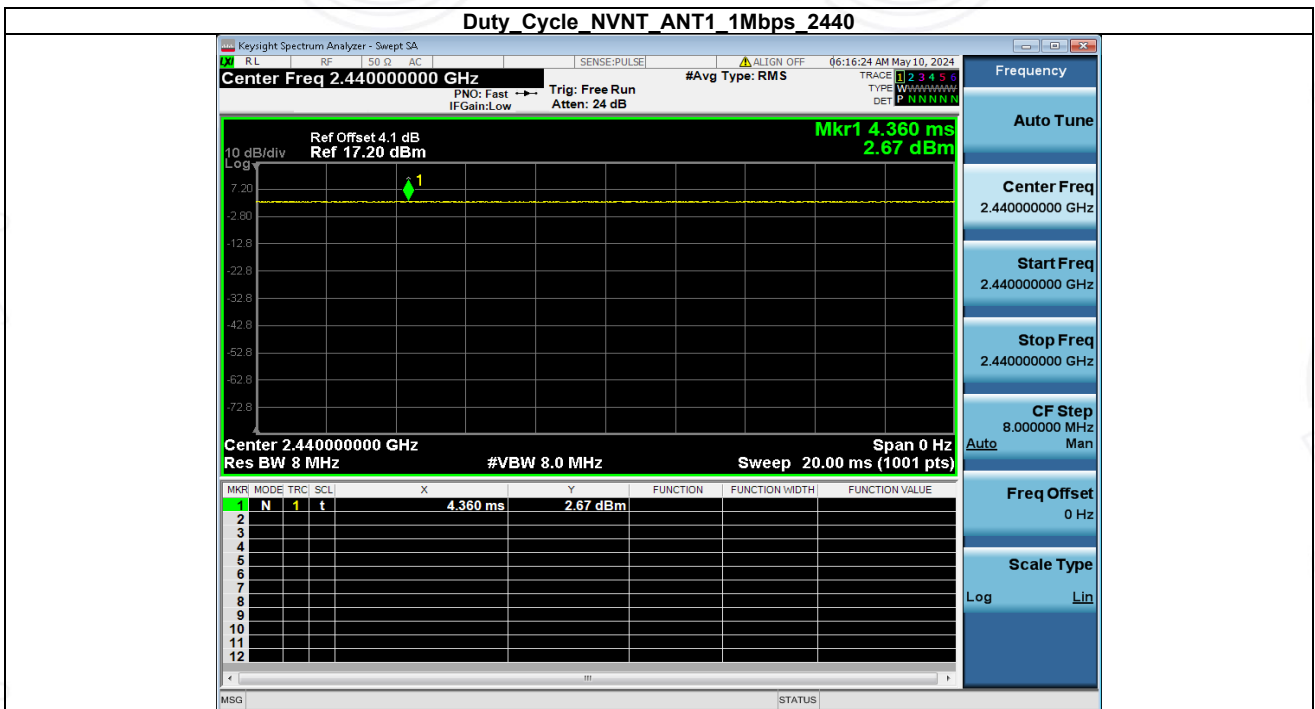 Duty_Cycle_NVNT_ANT1_1Mbps_2440
Keysight Spectrum Analyzer - Swept SA
LXI RL RF 50 Ω AC SENSE:PULSE ALIGN OFF 06:16:24 AM May 10, 2024
Center Freq 2.440000000 GHz #Avg Type: RMS TRACE 1 2 3 4 5 6
PNO: Fast Trig: Free Run TYPE WWWWWW
IFGain:Low Atten: 24 dB DET P N N N N N
Mkr1 4.360 ms
2.67 dBm
Ref Offset 4.1 dB
10 dB/div Ref 17.20 dBm
Log
1
7.20
-2.80
-12.8
-22.8
-32.8
-42.8
-52.8
-62.8
-72.8
Center 2.440000000 GHz Span 0 Hz
Res BW 8 MHz #VBW 8.0 MHz Sweep 20.00 ms (1001 pts)
MKR MODE TRC SCL X Y FUNCTION FUNCTION WIDTH FUNCTION VALUE
1 N 1 t 4.360 ms 2.67 dBm
2
3
4
5
6
7
8
9
10
11
12
MSG STATUS
Frequency
Auto Tune
Center Freq
2.440000000 GHz
Start Freq
2.440000000 GHz
Stop Freq
2.440000000 GHz
CF Step
8.000000 MHz
Auto Man
Freq Offset
0 Hz
Scale Type
Log Lin